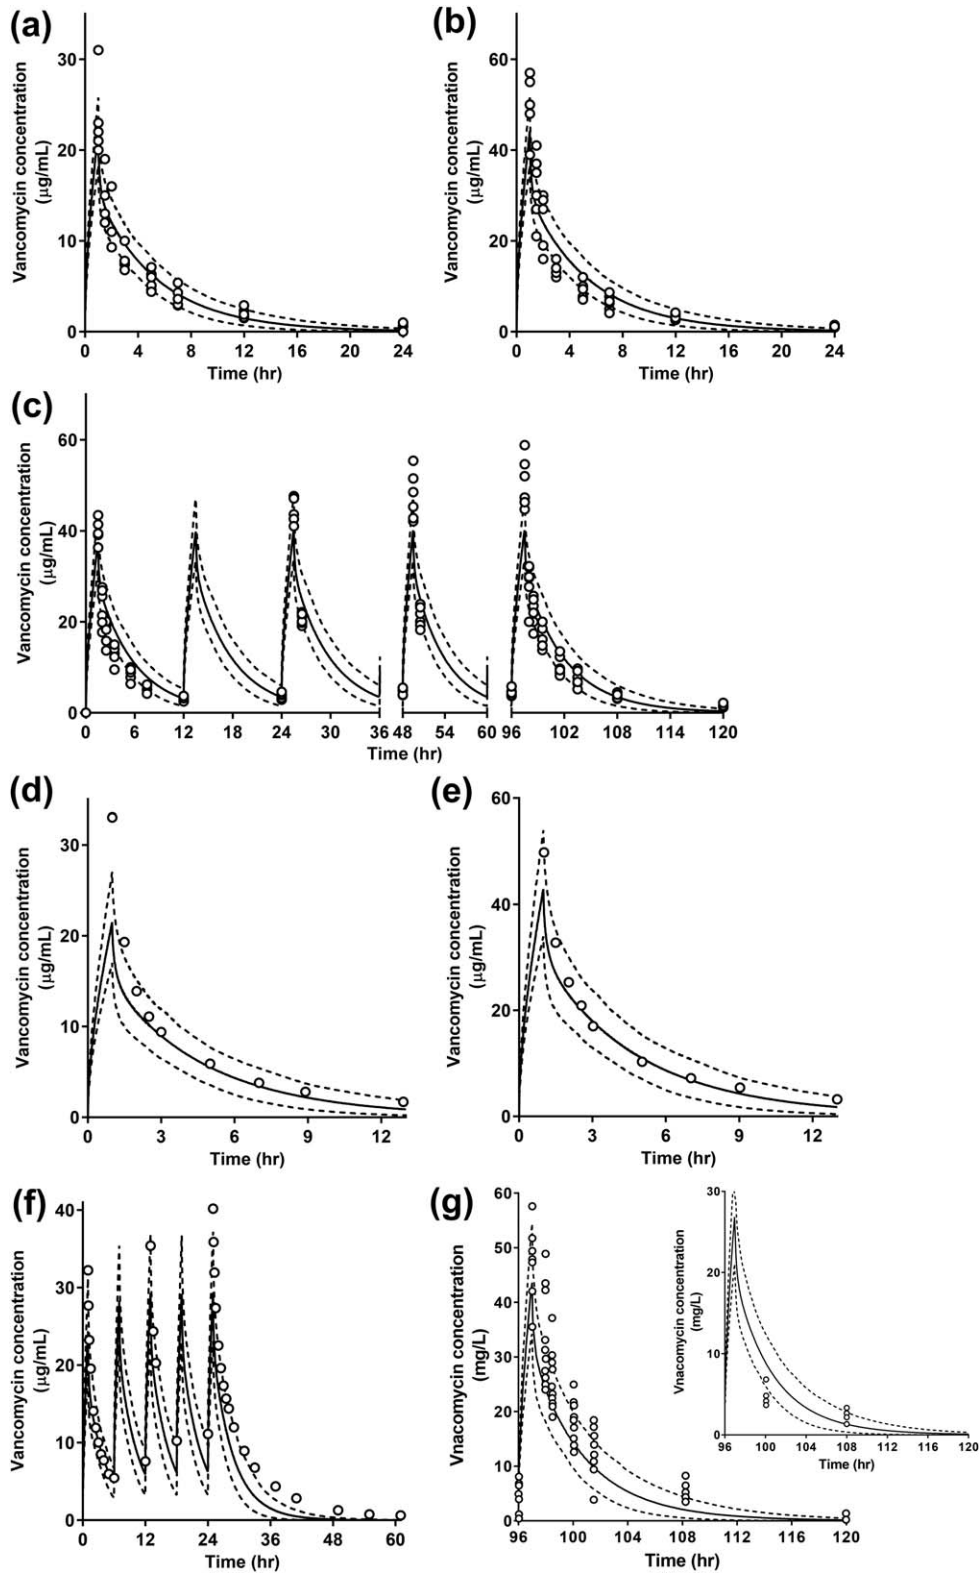 (a)
Vancomycin concentration
(µg/mL)
30
20
10
0
0 4 8 12 16 20 24
Time (hr)
(b)
Vancomycin concentration
(µg/mL)
60
40
20
0
0 4 8 12 16 20 24
Time (hr)
(c)
Vancomycin concentration
(µg/mL)
60
40
20
0
0 6 12 18 24 30 36 48 54 60 96 102 108 114 120
Time (hr)
(d)
Vancomycin concentration
(µg/mL)
30
20
10
0
0 3 6 9 12
Time (hr)
(e)
Vancomycin concentration
(µg/mL)
60
40
20
0
0 3 6 9 12
Time (hr)
(f)
Vancomycin concentration
(µg/mL)
40
30
20
10
0
0 12 24 36 48 60
Time (hr)
(g)
Vnacomycin concentration
(mg/L)
60
50
40
30
20
10
0
96 100 104 108 112 116 120
Time (hr)
Vnacomycin concentration
(mg/L)
30
20
10
0
96 100 104 108 112 116 120
Time (hr)